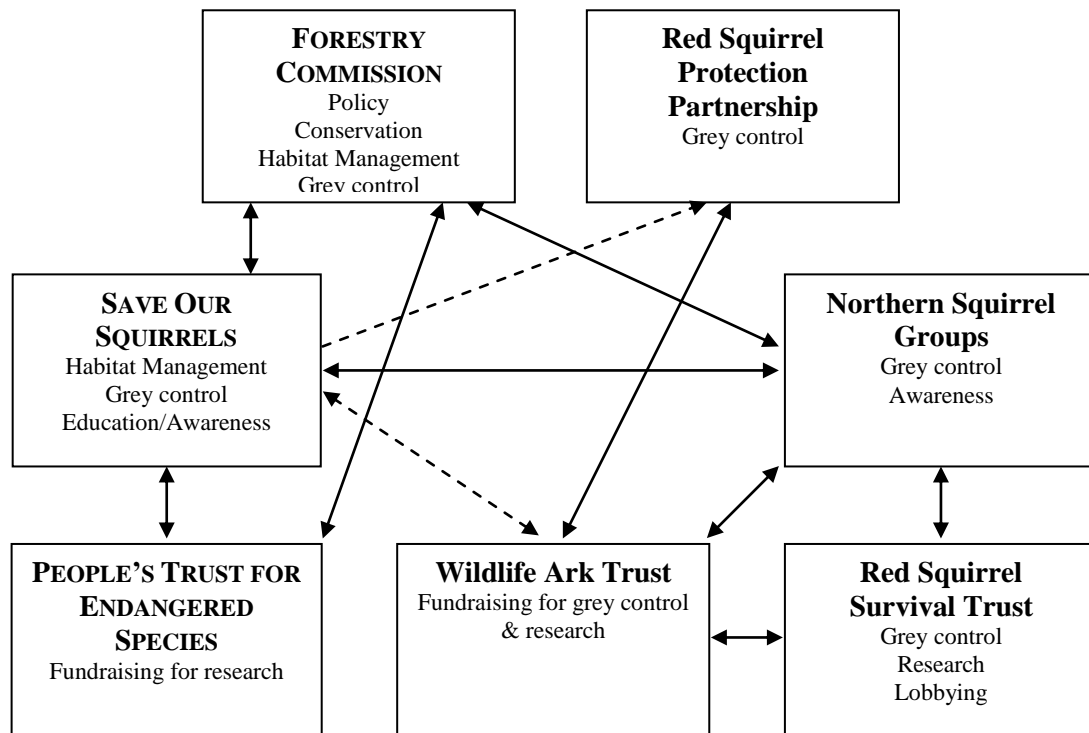 FORESTRY
COMMISSION
Policy
Conservation
Habitat Management
Grey control
Red Squirrel
Protection
Partnership
Grey control
SAVE OUR
SQUIRRELS
Habitat Management
Grey control
Education/Awareness
Northern Squirrel
Groups
Grey control
Awareness
PEOPLE'S TRUST FOR
ENDANGERED
SPECIES
Fundraising for research
Wildlife Ark Trust
Fundraising for grey control
& research
Red Squirrel
Survival Trust
Grey control
Research
Lobbying